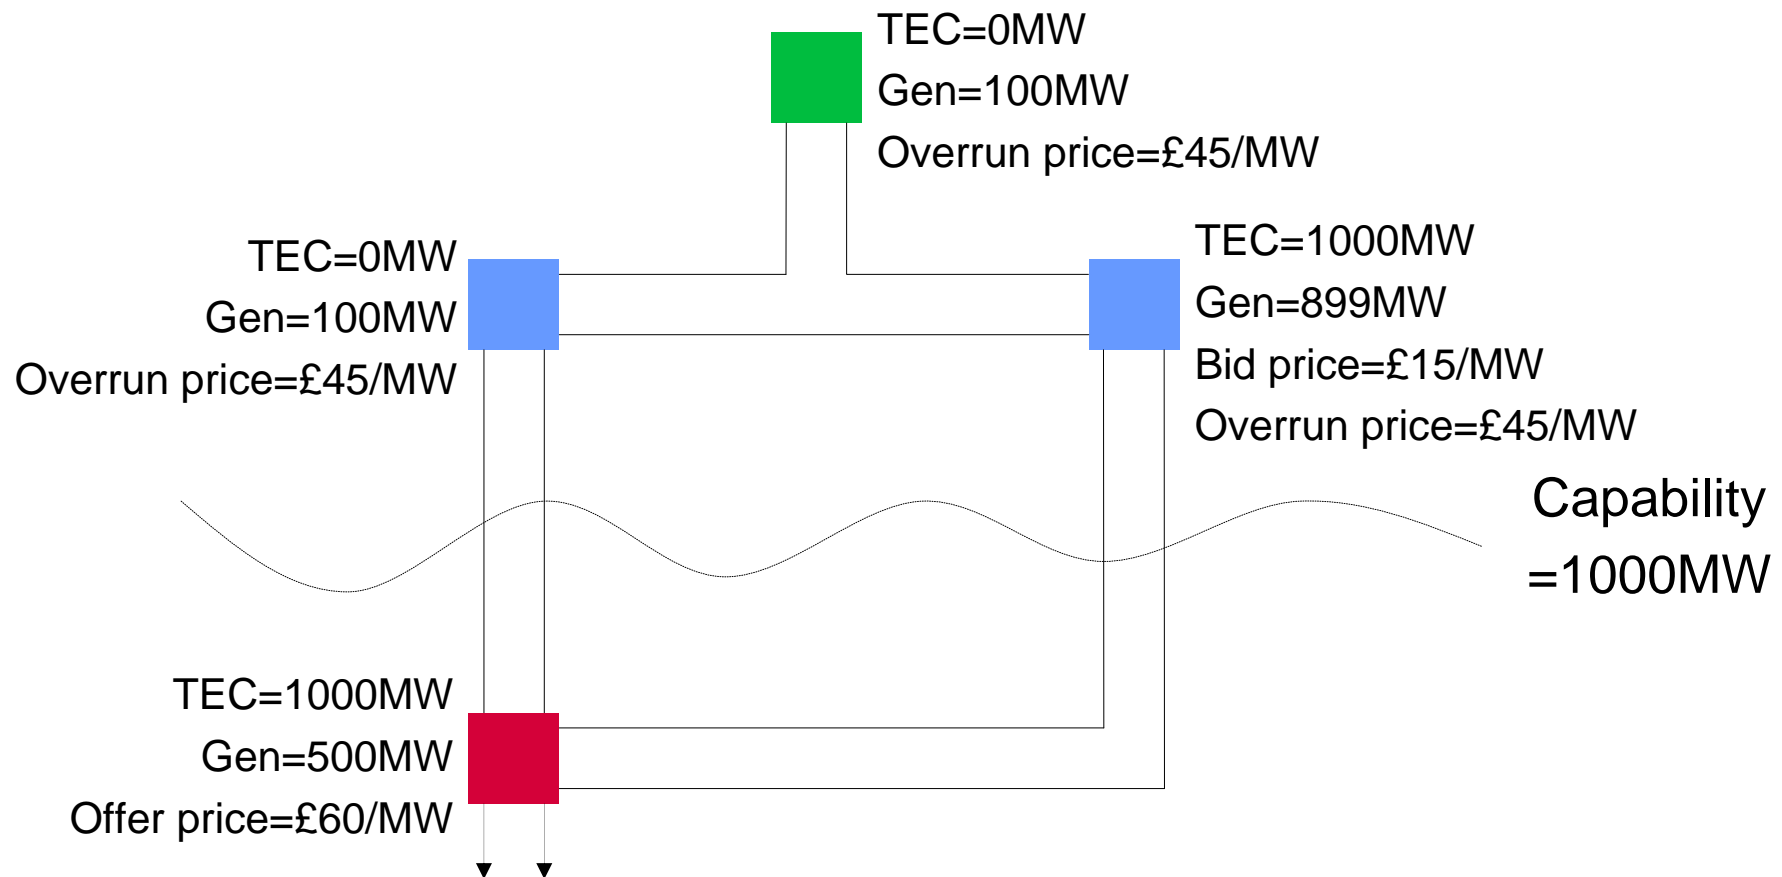 TEC=0MW
Gen=100MW
Overrun price=£45/MW
TEC=0MW
Gen=100MW
Overrun price=£45/MW
TEC=1000MW
Gen=899MW
Bid price=£15/MW
Overrun price=£45/MW
Capability
=1000MW
TEC=1000MW
Gen=500MW
Offer price=£60/MW